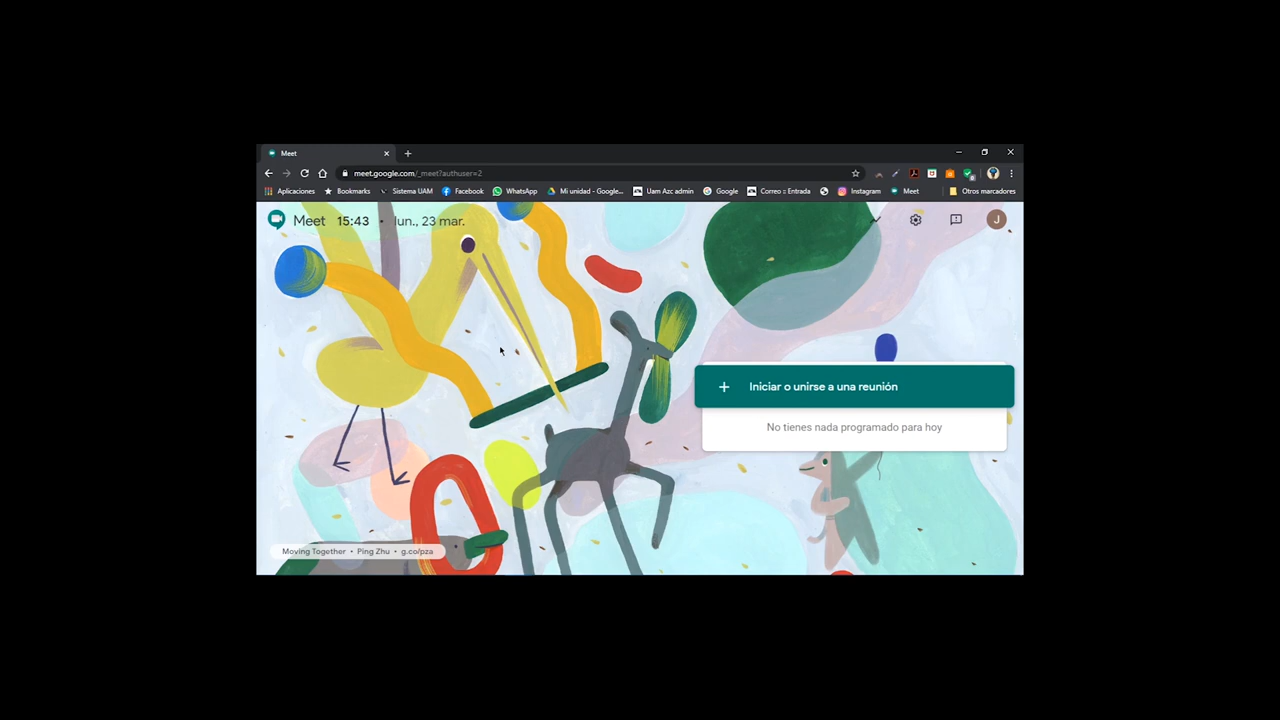 Meet
meet.google.com/_meet?authuser=2
Aplicaciones Bookmarks Sistema UAM Facebook WhatsApp Mi unidad - Google... Uam Azc admin Google Correo :: Entrada Instagram Meet Otros marcadores
Meet 15:43 • lun., 23 mar. J
Iniciar o unirse a una reunión
No tienes nada programado para hoy
Moving Together • Ping Zhu • g.co/pza